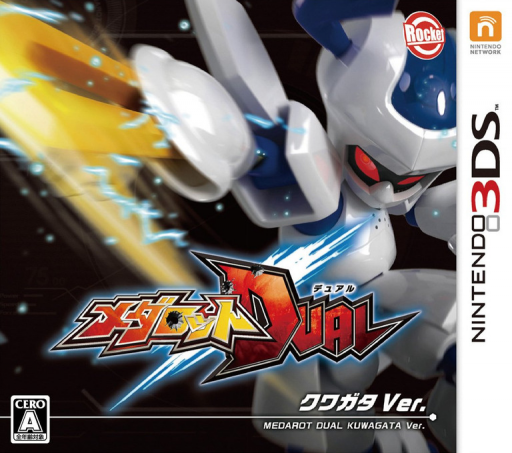 Rocket
n
NINTENDO
NETWORK
NINTENDO 3DS™
デュアル
メダロット DUAL
クワガタ Ver.
MEDAROT DUAL KUWAGATA Ver.
CERO
A
全年齢対象